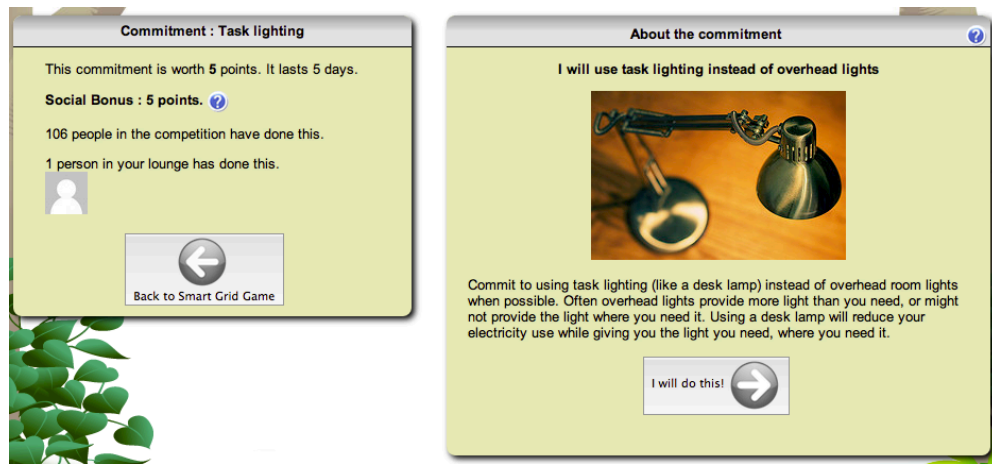 Commitment : Task lighting
This commitment is worth 5 points. It lasts 5 days.
Social Bonus : 5 points.
106 people in the competition have done this.
1 person in your lounge has done this.
Back to Smart Grid Game
About the commitment
I will use task lighting instead of overhead lights
Commit to using task lighting (like a desk lamp) instead of overhead room lights
when possible. Often overhead lights provide more light than you need, or might
not provide the light where you need it. Using a desk lamp will reduce your
electricity use while giving you the light you need, where you need it.
I will do this!